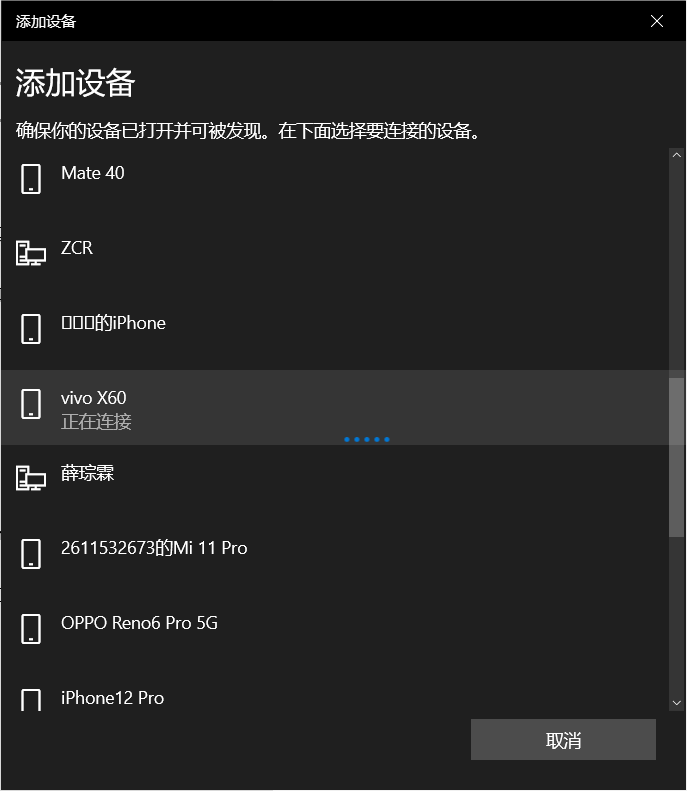 添加设备
添加设备
确保你的设备已打开并可被发现。在下面选择要连接的设备。
Mate 40
ZCR
的iPhone
vivo X60
正在连接
薛琮霖
2611532673的Mi 11 Pro
OPPO Reno6 Pro 5G
iPhone12 Pro
取消